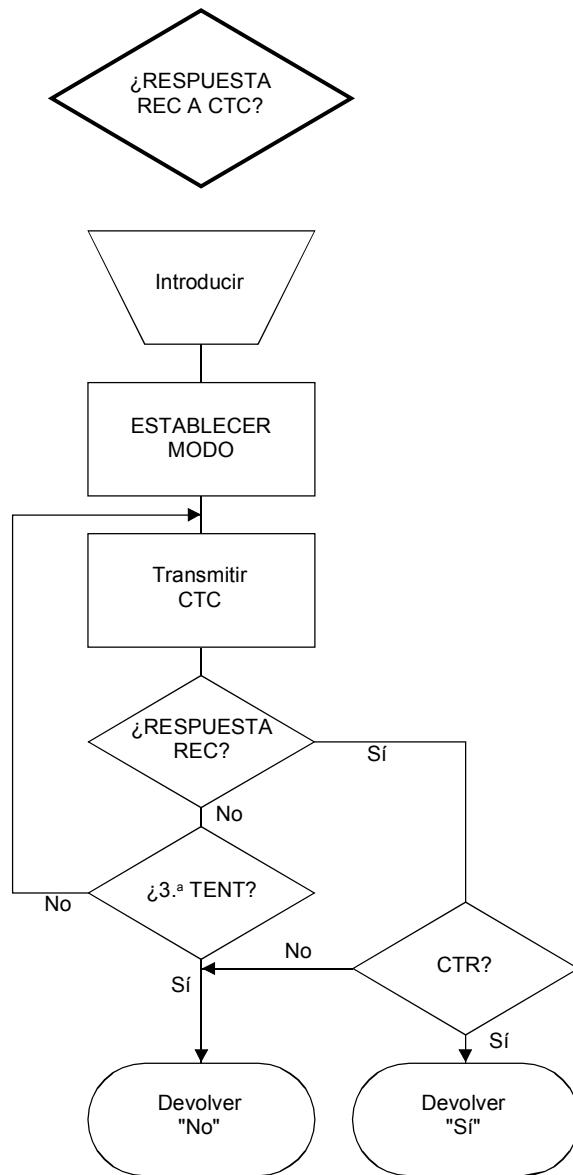 ¿RESPUESTA
REC A CTC?
Introducir
ESTABLECER
MODO
Transmitir
CTC
¿RESPUESTA
REC?
Sí
No
¿3.ª TENT?
No
Sí
No
CTR?
Sí
Devolver
"No"
Devolver
"Sí"